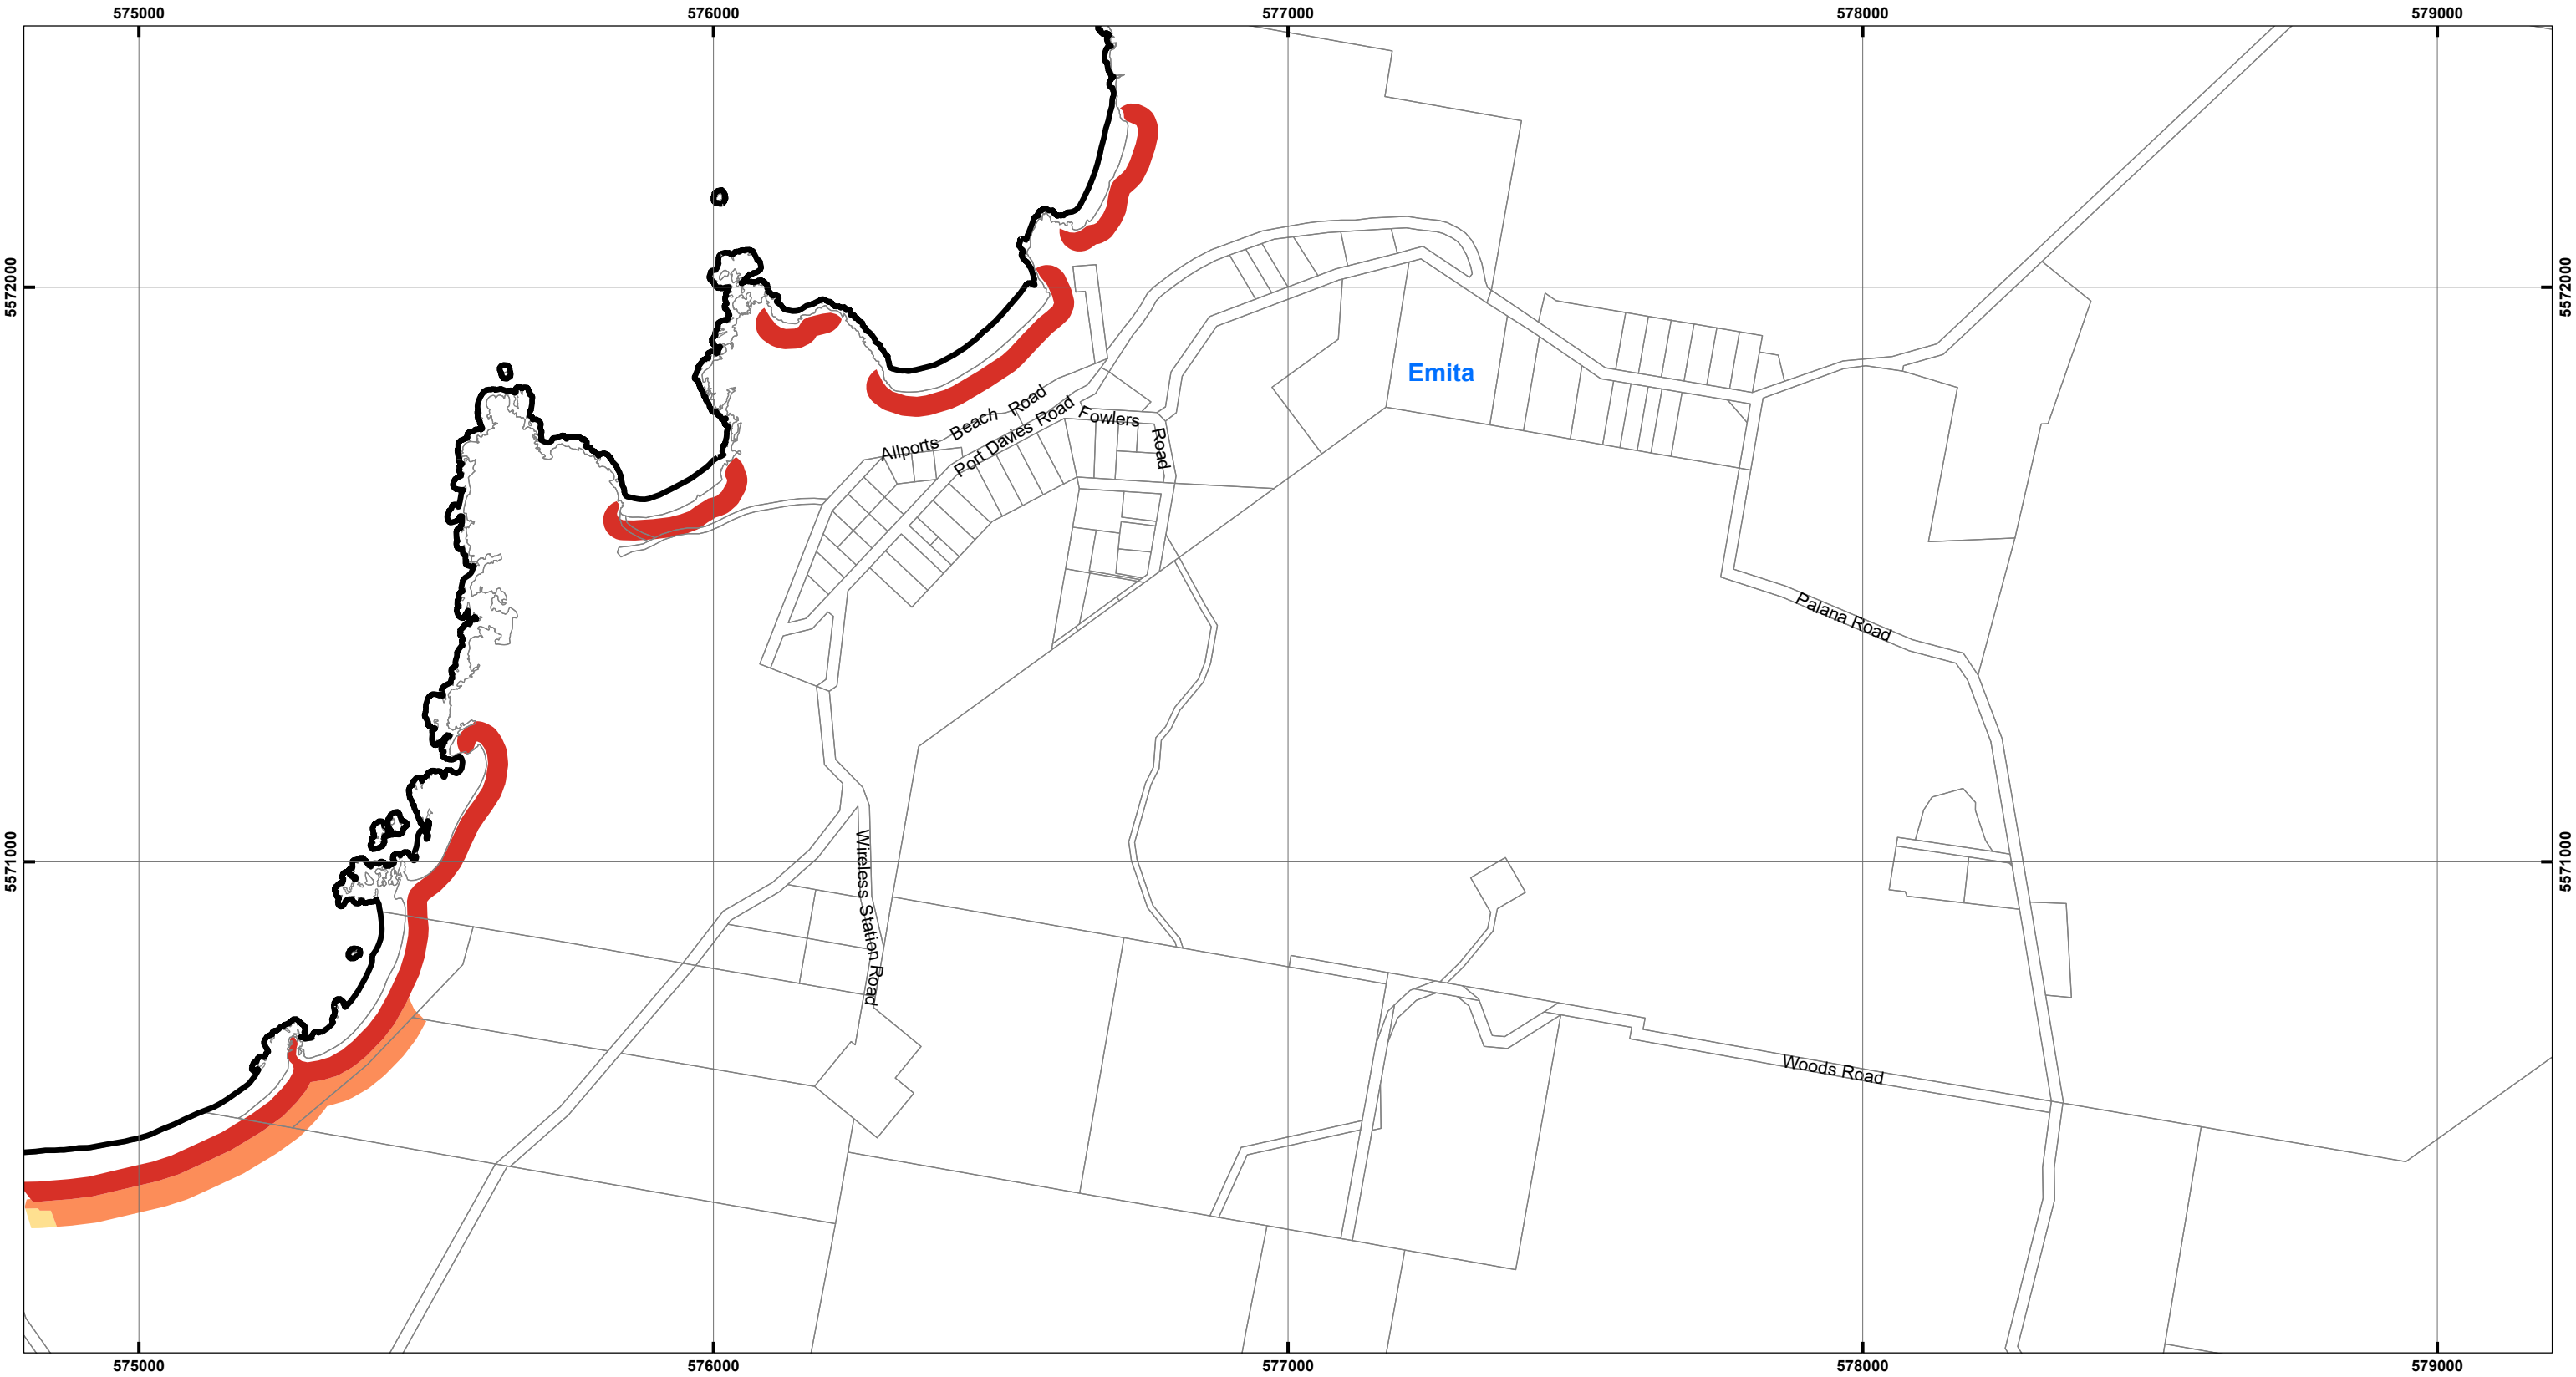 575000
576000
577000
578000
579000
5572000
5572000
Emita
Allports Beach Road
Port Davies Road
Fowlers Road
Palana Road
5571000
5571000
Wireless Station Road
Woods Road
575000
576000
577000
578000
579000